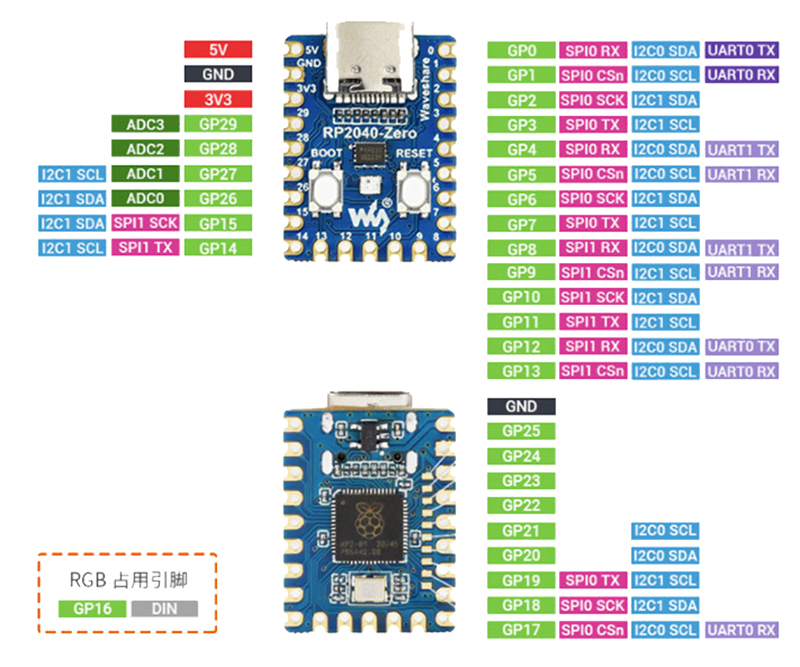 5V
GND
3V3
ADC3 GP29
ADC2 GP28
I2C1 SCL ADC1 GP27
I2C1 SDA ADC0 GP26
I2C1 SDA SPI1 SCK GP15
I2C1 SCL SPI1 TX GP14
5V 0
GND 1
3V3 2
29 3
28 4
27 5
26 6
15 7
14 13 12 11 10 9 8
Waveshare
RP2040-Zero
BOOT RESET
GP0 SPI0 RX I2C0 SDA UART0 TX
GP1 SPI0 CSn I2C0 SCL UART0 RX
GP2 SPI0 SCK I2C1 SDA
GP3 SPI0 TX I2C1 SCL
GP4 SPI0 RX I2C0 SDA UART1 TX
GP5 SPI0 CSn I2C0 SCL UART1 RX
GP6 SPI0 SCK I2C1 SDA
GP7 SPI0 TX I2C1 SCL
GP8 SPI1 RX I2C0 SDA UART1 TX
GP9 SPI1 CSn I2C1 SCL UART1 RX
GP10 SPI1 SCK I2C1 SDA
GP11 SPI1 TX I2C1 SCL
GP12 SPI1 RX I2C0 SDA UART0 TX
GP13 SPI1 CSn I2C0 SCL UART0 RX
GND
GP25
GP24
GP23
GP22
GP21 I2C0 SCL
GP20 I2C0 SDA
GP19 SPI0 TX I2C1 SCL
GP18 SPI0 SCK I2C1 SDA
GP17 SPI0 CSn I2C0 SCL UART0 RX
RGB 占用引脚
GP16 DIN